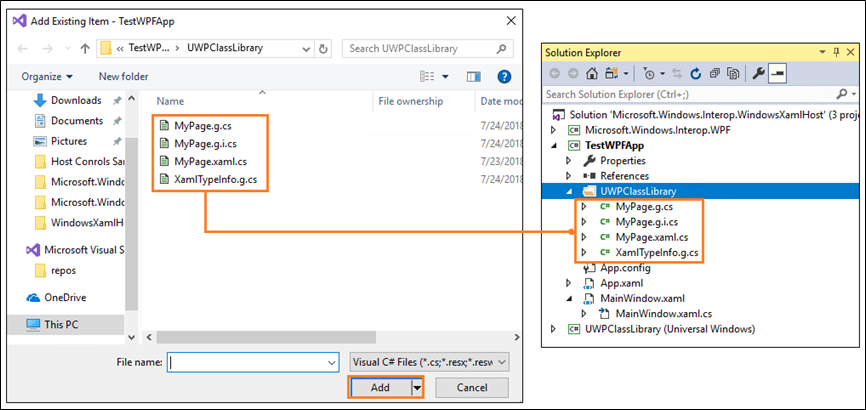 Add Existing Item - TestWPFApp
« TestWP... › UWPClassLibrary
Search UWPClassLibrary
Organize
New folder
Downloads
Documents
Pictures
Host Conrols Sar
Microsoft.Windo
Microsoft.Windo
WindowsXamlH
Microsoft Visual S
repos
OneDrive
This PC
Name
File ownership
Date mod
MyPage.g.cs
7/24/2018
MyPage.g.i.cs
7/24/2018
MyPage.xaml.cs
7/23/2018
XamlTypeInfo.g.cs
7/24/2018
File name:
Visual C# Files (*.cs;*.resx;*.resw
Add
Cancel
Solution Explorer
Search Solution Explorer (Ctrl+;)
Solution 'Microsoft.Windows.Interop.WindowsXamlHost' (3 proje
C# Microsoft.Windows.Interop.WPF
C# TestWPFApp
Properties
References
UWPClassLibrary
C# MyPage.g.cs
C# MyPage.g.i.cs
C# MyPage.xaml.cs
C# XamlTypeInfo.g.cs
App.config
App.xaml
MainWindow.xaml
MainWindow.xaml.cs
C# UWPClassLibrary (Universal Windows)